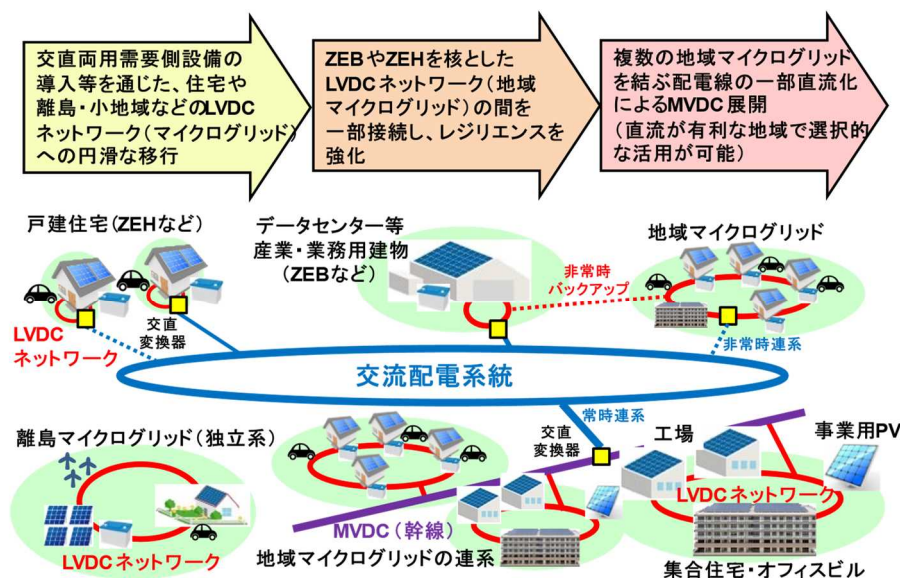 交直両用需要側設備の
導入等を通じた、住宅や
離島・小地域などのLVDC
ネットワーク（マイクログリッド）
への円滑な移行
ZEBやZEHを核とした
LVDCネットワーク（地域
マイクログリッド）の間を
一部接続し、レジリエンスを
強化
複数の地域マイクログリッド
を結ぶ配電線の一部直流化
によるMVDC 展開
（直流が有利な地域で選択的
な活用が可能）
戸建住宅（ZEHなど）
データセンター等
産業・業務用建物
（ZEBなど）
地域マイクログリッド
非常時
バックアップ
LVDC
ネットワーク
交直
変換器
非常時連系
交流配電系統
離島マイクログリッド（独立系）
常時連系
交直
変換器
工場
事業用PV
LVDCネットワーク
MVDC（幹線）
LVDCネットワーク
地域マイクログリッドの連系
集合住宅・オフィスビル